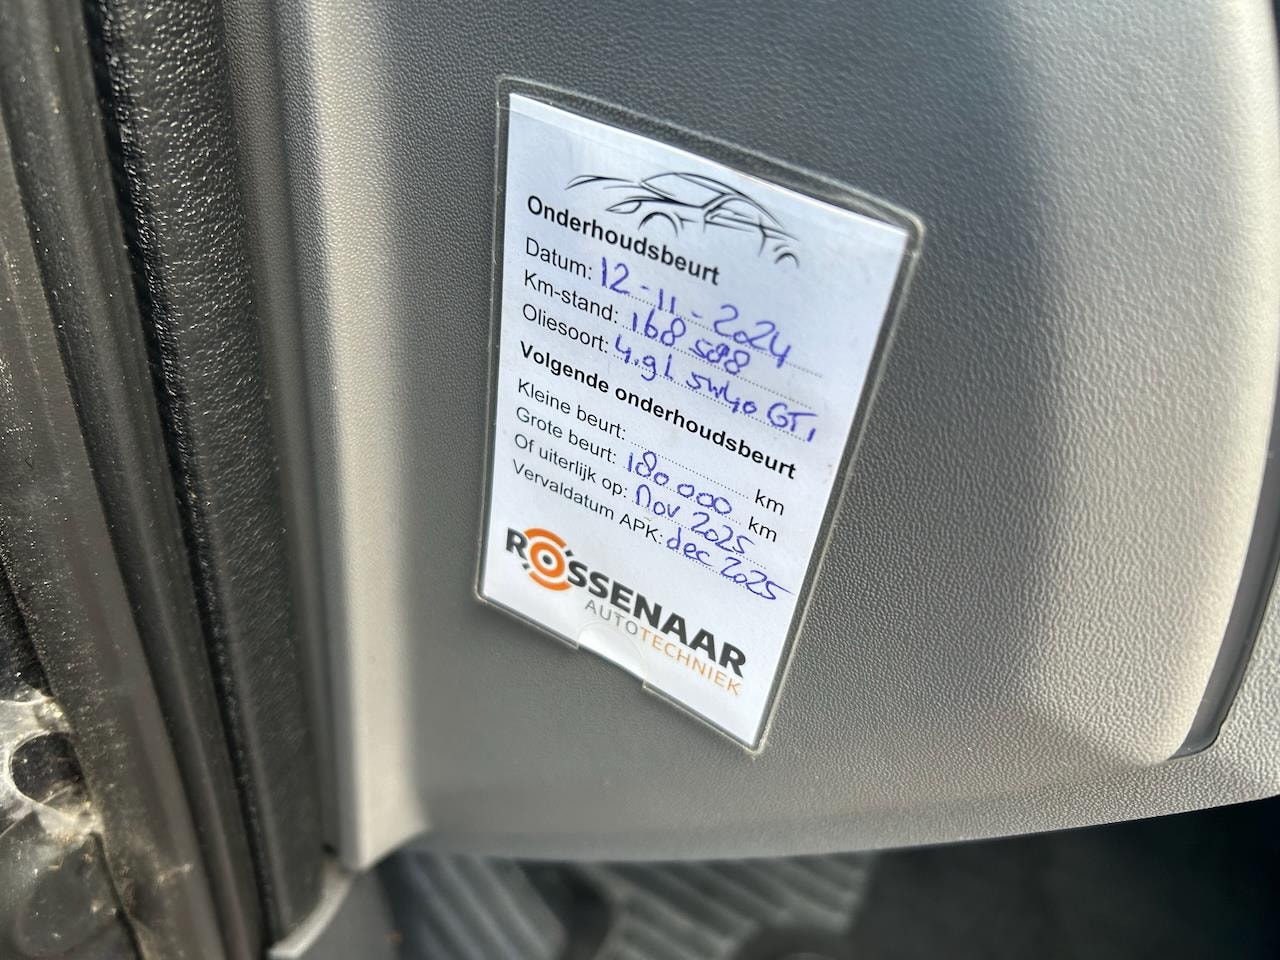 Onderhoudsbeurt
Datum: 12-11-2024
Km-stand: 168 588
Oliesoort: 4.9 L 5W40 GT1
Volgende onderhoudsbeurt
Kleine beurt: km
Grote beurt: 180.000 km
Of uiterlijk op: Nov 2025
Vervaldatum APK: dec 2025
ROSSENAAR
AUTOTECHNIEK